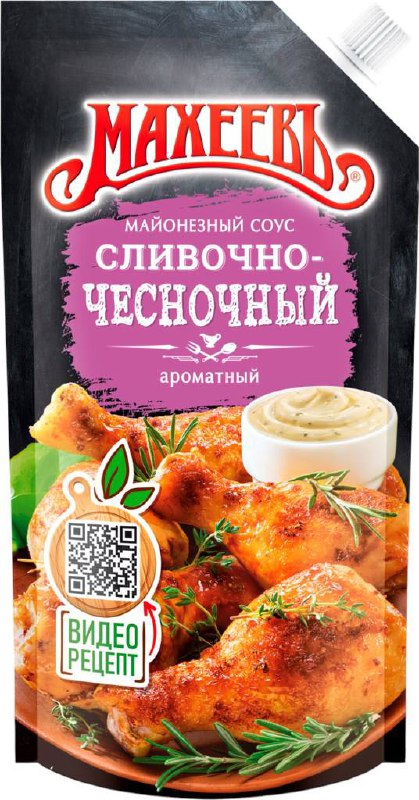 МАХЕЕВЪ
®
МАЙОНЕЗНЫЙ СОУС
СЛИВОЧНО-
ЧЕСНОЧНЫЙ
ароматный
ВИДЕО
РЕЦЕПТ